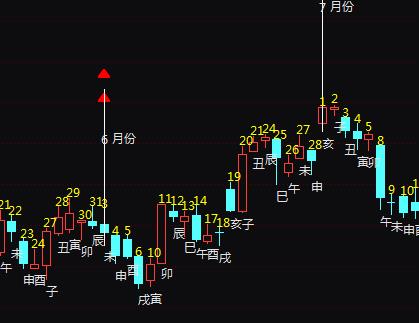 7 月份
1
2
3
4
5
8
9
10
1
亥
子
丑
寅
卯
午
未
申
酉
19
20
21
24
25
26
27
28
亥
子
丑
辰
巳
午
未
申
6 月份
21
22
23
24
27
28
29
30
31
3
4
5
6
10
11
12
13
14
17
18
午
未
申
酉
子
丑
寅
卯
辰
未
申
酉
戌
寅
卯
辰
巳
午
酉
戌